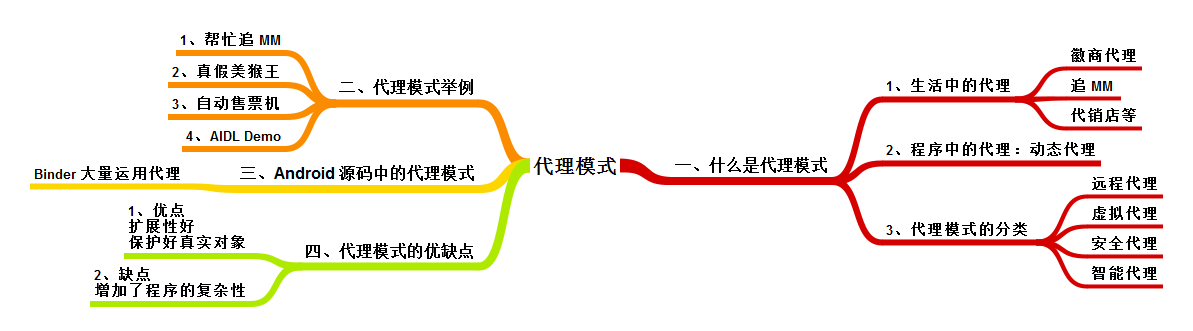 代理模式
一、什么是代理模式
1、生活中的代理
徽商代理
追 MM
代销店等
2、程序中的代理：动态代理
3、代理模式的分类
远程代理
虚拟代理
安全代理
智能代理
二、代理模式举例
1、帮忙追 MM
2、真假美猴王
3、自动售票机
4、AIDL Demo
三、Android 源码中的代理模式
Binder 大量运用代理
四、代理模式的优缺点
1、优点
扩展性好
保护好真实对象
2、缺点
增加了程序的复杂性